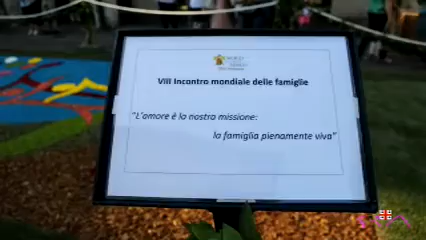 VIII Incontro mondiale delle famiglie
"L'amore è la nostra missione:
la famiglia pienamente viva"